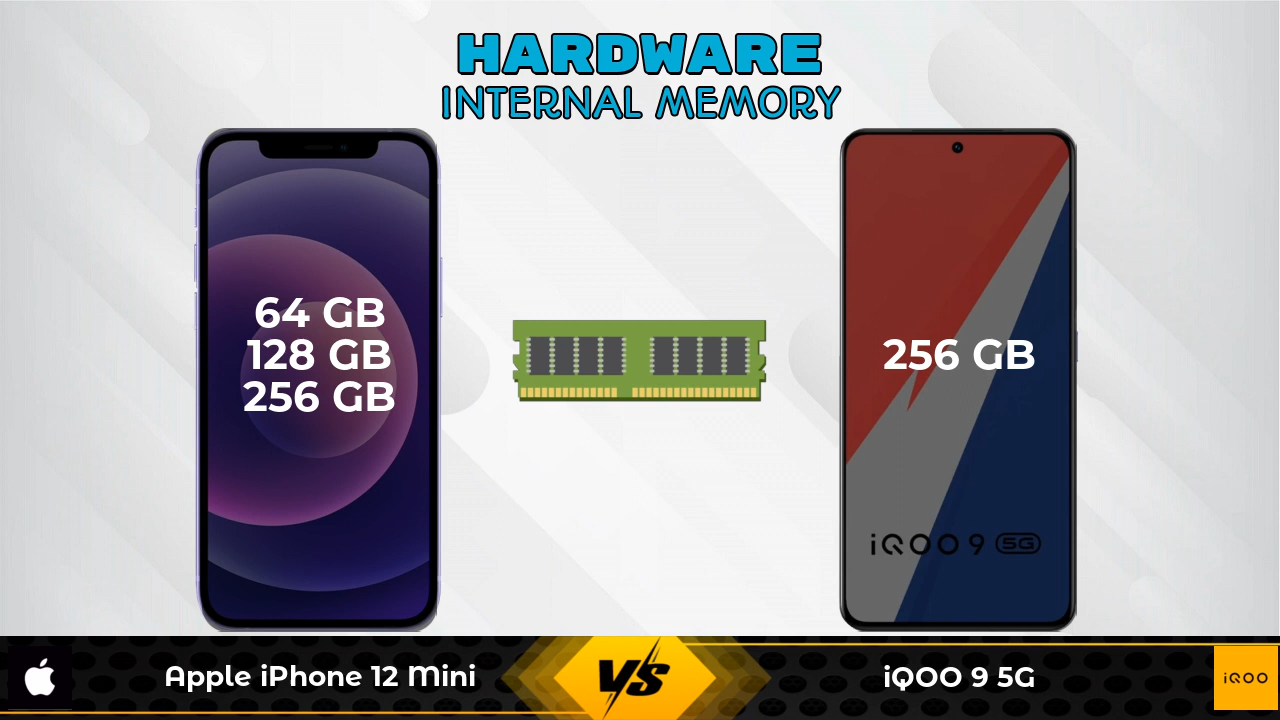 HARDWARE
INTERNAL MEMORY
64 GB
128 GB
256 GB
256 GB
iQOO 9 5G
Apple iPhone 12 Mini
VS
iQOO 9 5G
iQOO